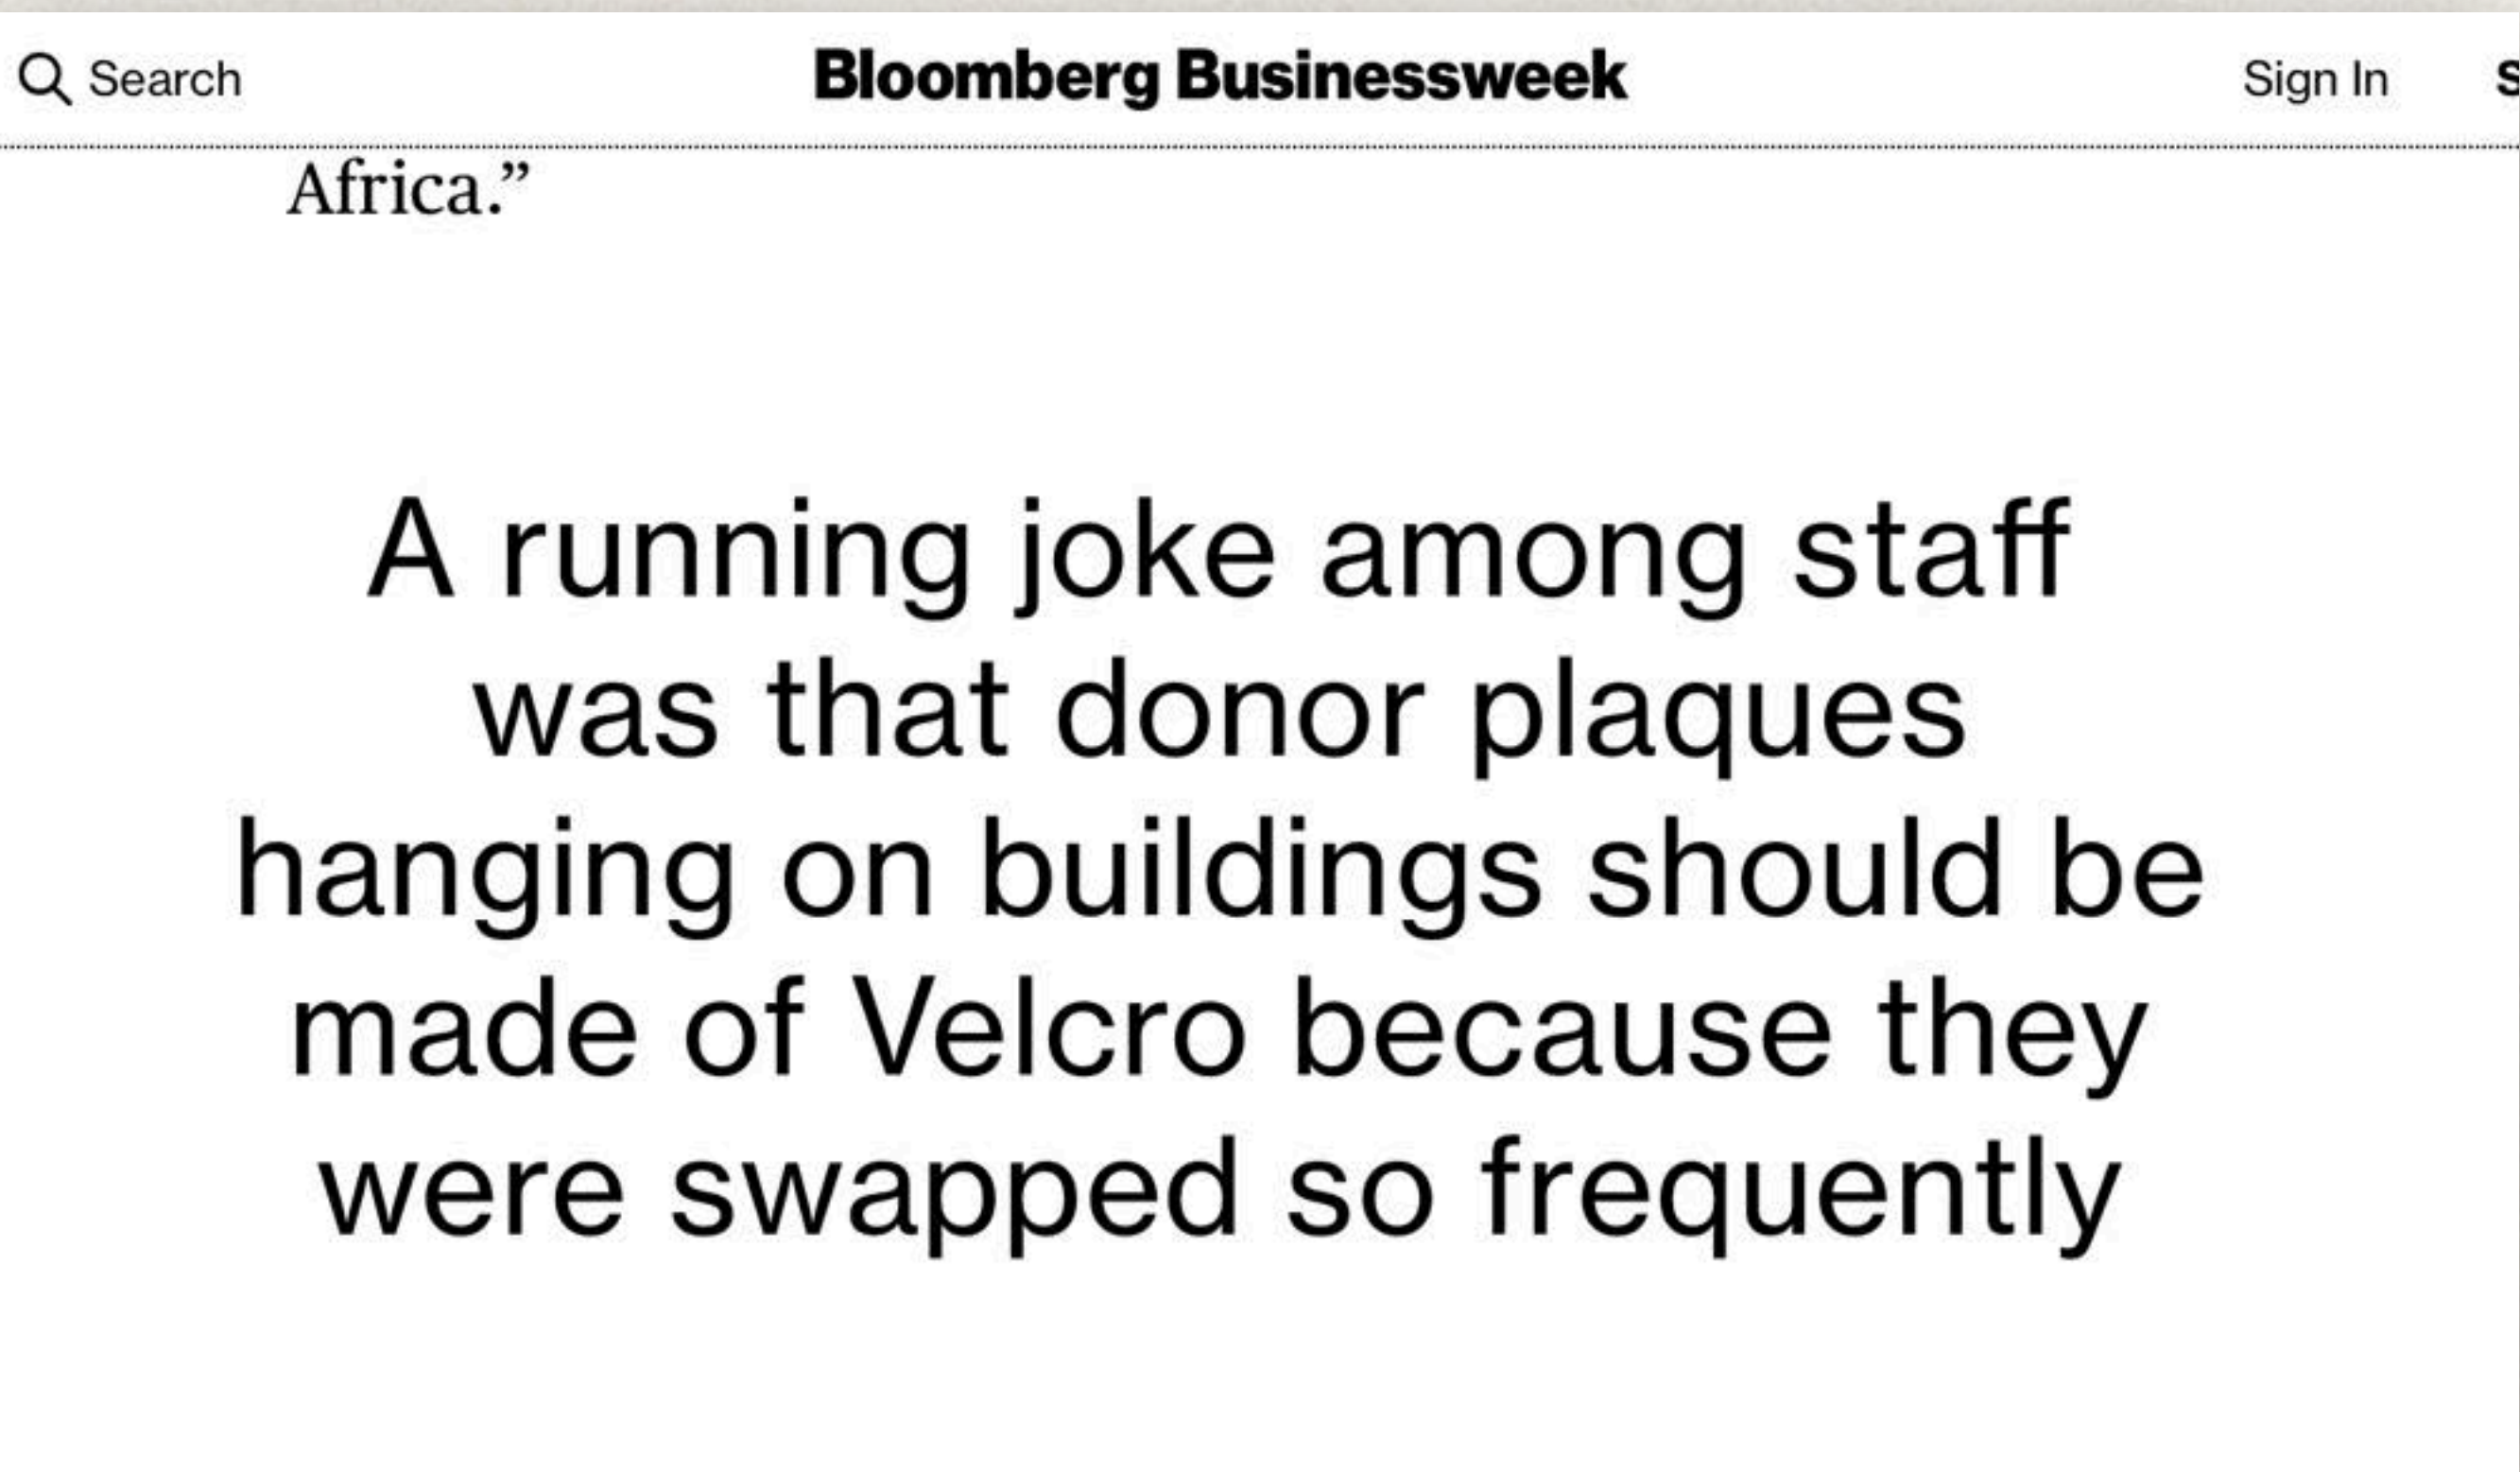 Search Bloomberg Businessweek Sign In
Africa.”
A running joke among staff
was that donor plaques
hanging on buildings should be
made of Velcro because they
were swapped so frequently